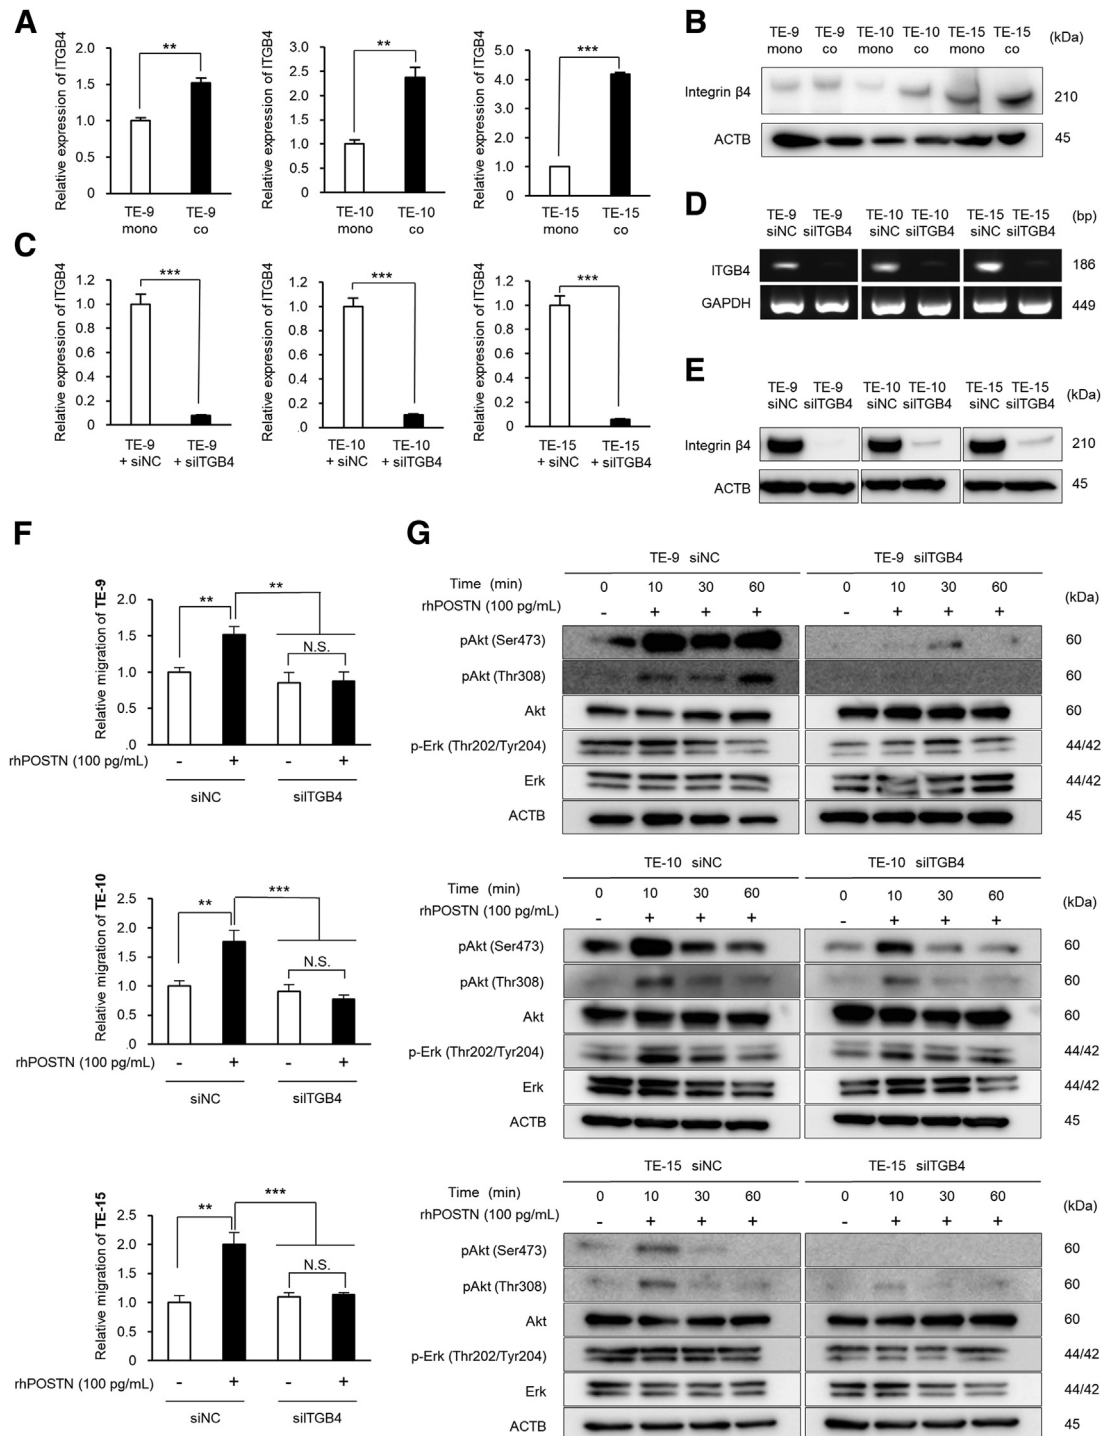 A
Relative expression of ITGB4
2.0
1.5
1.0
0.5
0
**
TE-9 mono
TE-9 co
Relative expression of ITGB4
3.0
2.5
2.0
1.5
1.0
0.5
0
**
TE-10 mono
TE-10 co
Relative expression of ITGB4
5.0
4.0
3.0
2.0
1.0
0
***
TE-15 mono
TE-15 co
B
TE-9 TE-9 TE-10 TE-10 TE-15 TE-15
mono co mono co mono co
(kDa)
Integrin β4 210
ACTB 45
C
Relative expression of ITGB4
1.2
1.0
0.8
0.6
0.4
0.2
0
***
TE-9 + siNC
TE-9 + siITGB4
Relative expression of ITGB4
1.2
1.0
0.8
0.6
0.4
0.2
0
***
TE-10 + siNC
TE-10 + siITGB4
Relative expression of ITGB4
1.2
1.0
0.8
0.6
0.4
0.2
0
***
TE-15 + siNC
TE-15 + siITGB4
D
TE-9 TE-9 TE-10 TE-10 TE-15 TE-15
siNC siITGB4 siNC siITGB4 siNC siITGB4
(bp)
ITGB4 186
GAPDH 449
E
TE-9 TE-9 TE-10 TE-10 TE-15 TE-15
siNC siITGB4 siNC siITGB4 siNC siITGB4
(kDa)
Integrin β4 210
ACTB 45
F
Relative migration of TE-9
2.0
1.5
1.0
0.5
.0
**
**
N.S.
rhPOSTN (100 pg/mL) - + - +
siNC siITGB4
Relative migration of TE-10
2.5
2.0
1.5
1.0
0.5
.0
**
***
N.S.
rhPOSTN (100 pg/mL) - + - +
siNC siITGB4
Relative migration of TE-15
2.5
2.0
1.5
1.0
0.5
0
**
***
N.S.
rhPOSTN (100 pg/mL) - + - +
siNC siITGB4
G
TE-9 siNC TE-9 siITGB4
Time (min) 0 10 30 60 0 10 30 60
(kDa)
rhPOSTN (100 pg/mL) - + + + - + + +
pAkt (Ser473) 60
pAkt (Thr308) 60
Akt 60
p-Erk (Thr202/Tyr204) 44/42
Erk 44/42
ACTB 45
TE-10 siNC TE-10 siITGB4
Time (min) 0 10 30 60 0 10 30 60
(kDa)
rhPOSTN (100 pg/mL) - + + + - + + +
pAkt (Ser473) 60
pAkt (Thr308) 60
Akt 60
p-Erk (Thr202/Tyr204) 44/42
Erk 44/42
ACTB 45
TE-15 siNC TE-15 siITGB4
Time (min) 0 10 30 60 0 10 30 60
(kDa)
rhPOSTN (100 pg/mL) - + + + - + + +
pAkt (Ser473) 60
pAkt (Thr308) 60
Akt 60
p-Erk (Thr202/Tyr204) 44/42
Erk 44/42
ACTB 45